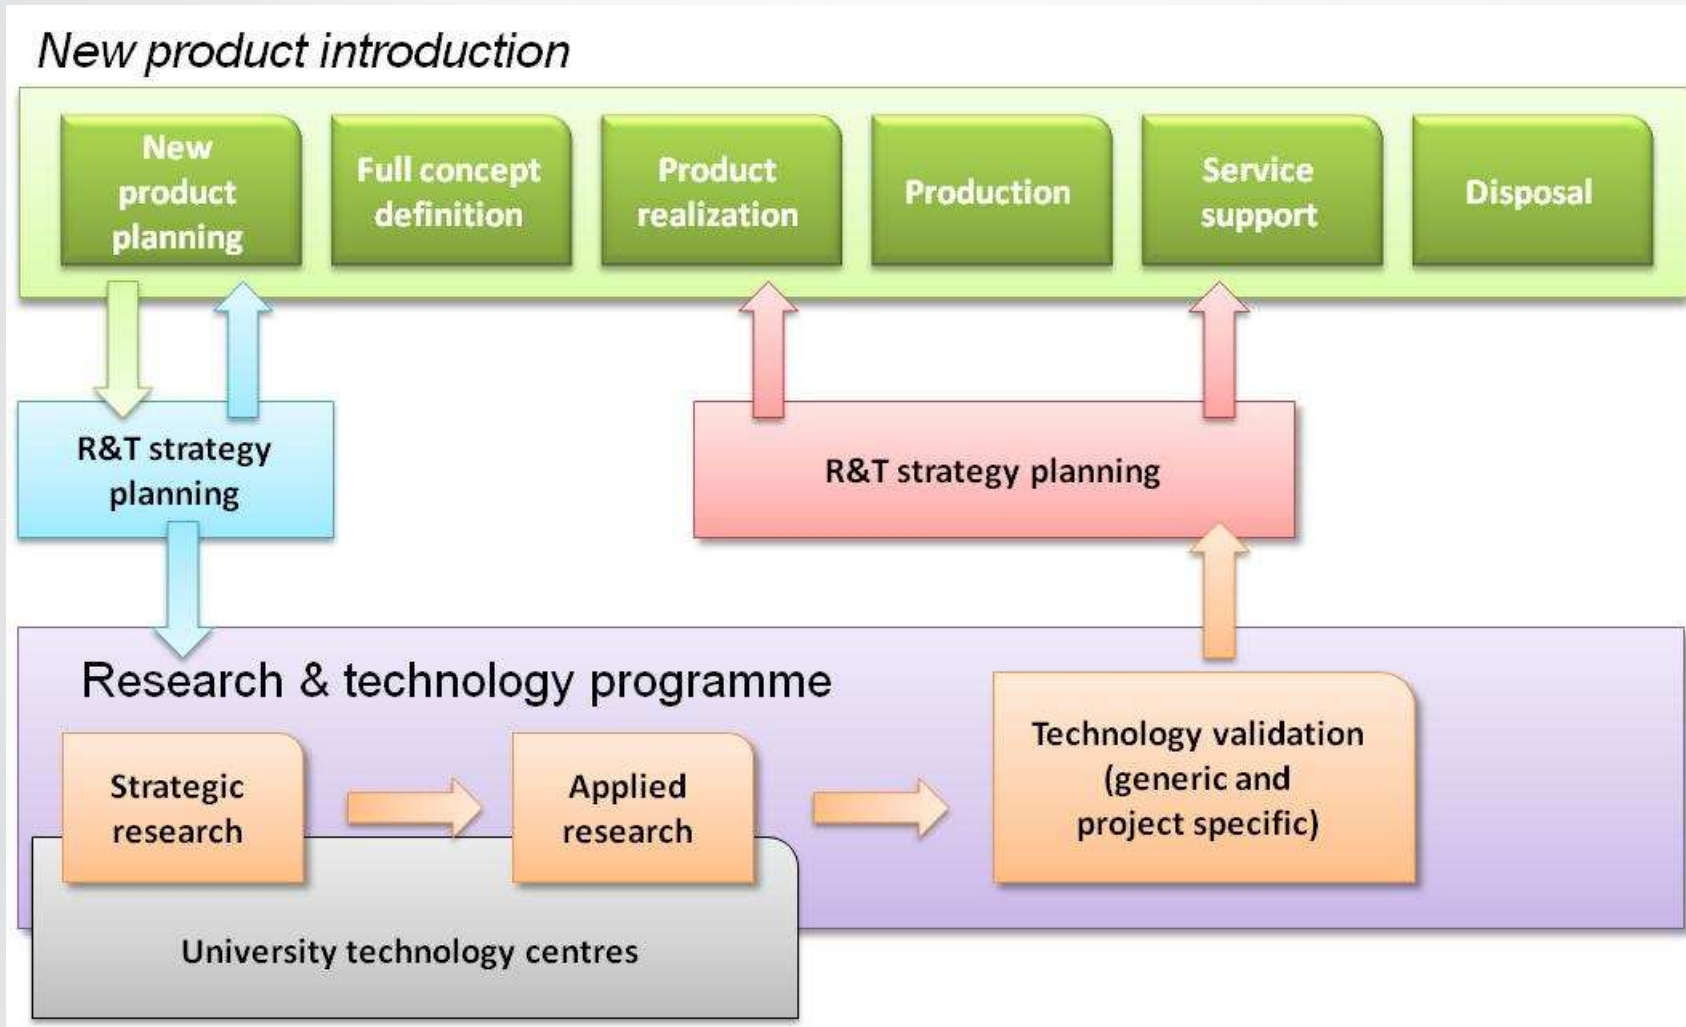 New product introduction
New
product
planning
Full concept
definition
Product
realization
Production
Service
support
Disposal
R&T strategy
planning
R&T strategy planning
Research & technology programme
Strategic
research
Applied
research
Technology validation
(generic and
project specific)
University technology centres